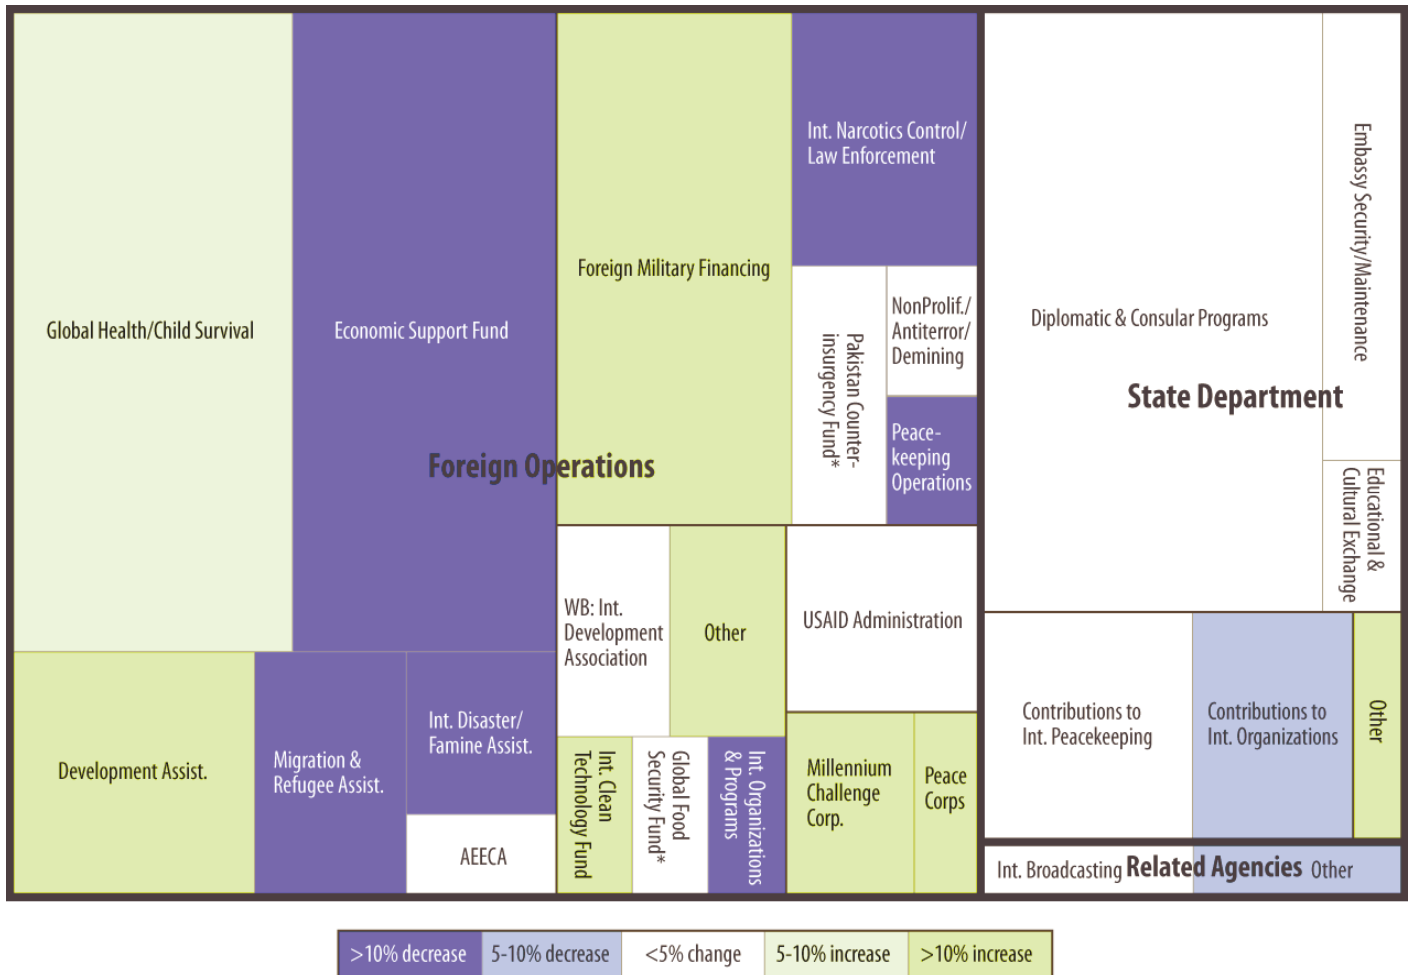 Global Health/Child Survival
Economic Support Fund
Foreign Military Financing
Int. Narcotics Control/
Law Enforcement
Pakistan Counter-
insurgency Fund*
NonProlif./
Antiterror/
Demining
Peace-
keeping
Operations
Foreign Operations
Development Assist.
Migration &
Refugee Assist.
Int. Disaster/
Famine Assist.
AEECA
WB: Int.
Development
Association
Other
USAID Administration
Int. Clean
Technology Fund
Global Food
Security Fund*
Int. Organizations
& Programs
Millennium
Challenge
Corp.
Peace
Corps
Diplomatic & Consular Programs
Embassy Security/Maintenance
State Department
Educational &
Cultural Exchange
Contributions to
Int. Peacekeeping
Contributions to
Int. Organizations
Other
Int. Broadcasting
Related Agencies
Other
>10% decrease
5-10% decrease
<5% change
5-10% increase
>10% increase